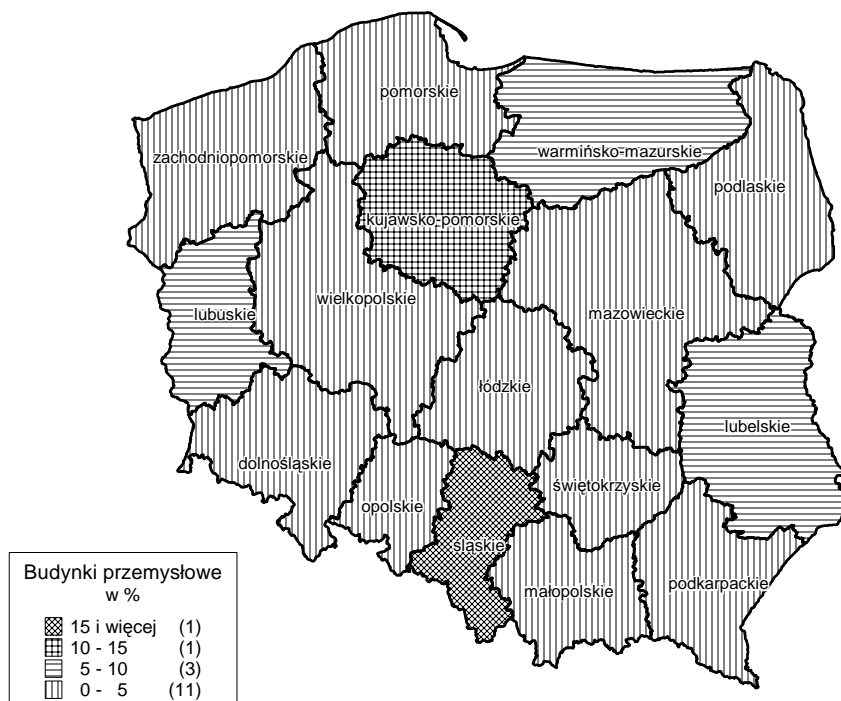 pomorskie
warmińsko-mazurskie
zachodniopomorskie
podlaskie
kujawsko-pomorskie
wielkopolskie
lubuskie
mazowieckie
łódzkie
lubelskie
dolnośląskie
świętokrzyskie
opolskie
śląskie
małopolskie
podkarpackie
Budynki przemysłowe
w %
15 i więcej (1)
10 - 15 (1)
5 - 10 (3)
0 - 5 (11)